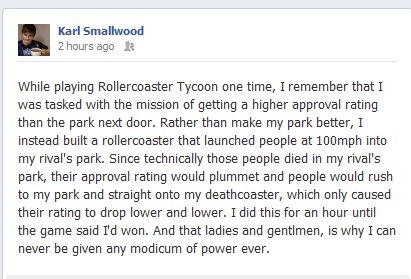 Karl Smallwood
2 hours ago
While playing Rollercoaster Tycoon one time, I remember that I
was tasked with the mission of getting a higher approval rating
than the park next door. Rather than make my park better, I
instead built a rollercoaster that launched people at 100mph into
my rival's park. Since technically those people died in my rival's
park, their approval rating would plummet and people would rush
to my park and straight onto my deathcoaster, which only caused
their rating to drop lower and lower. I did this for an hour until
the game said I'd won. And that ladies and gentlmen, is why I can
never be given any modicum of power ever.